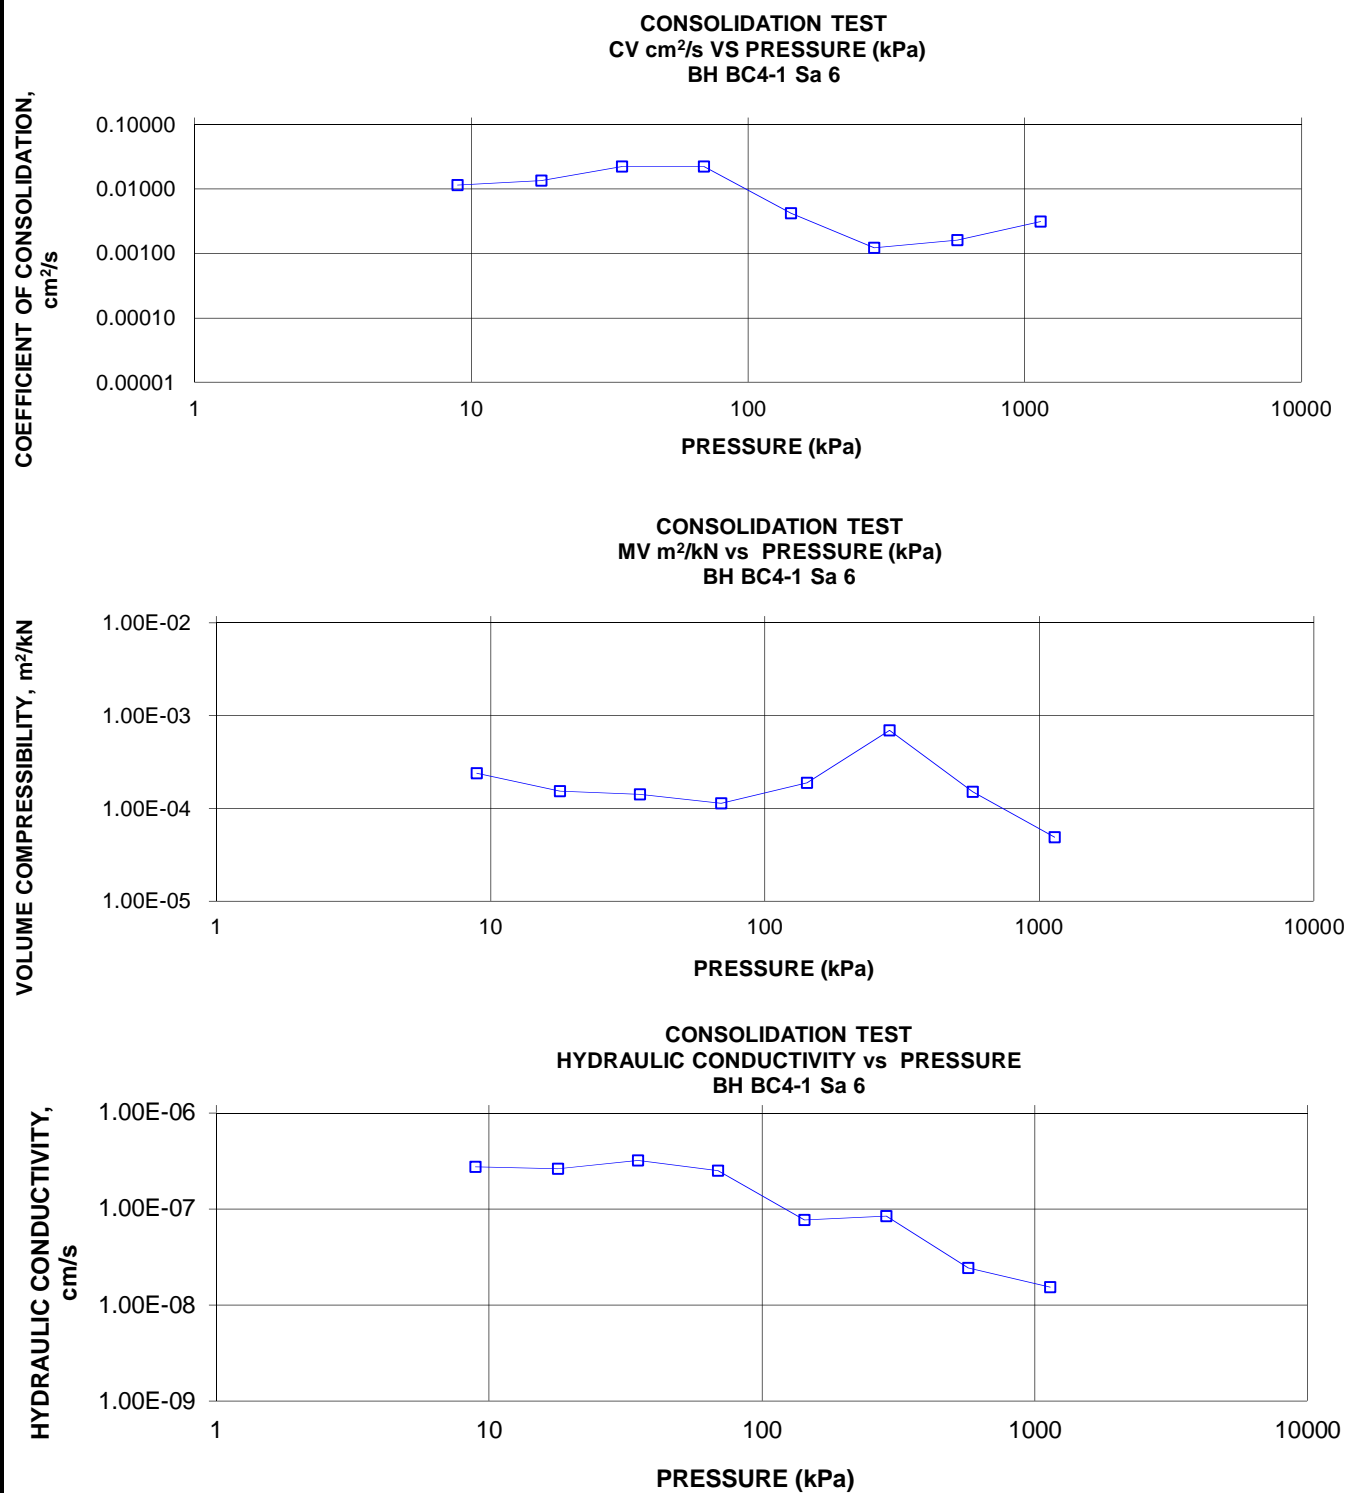 CONSOLIDATION TEST
CV cm²/s VS PRESSURE (kPa)
BH BC4-1 Sa 6
COEFFICIENT OF CONSOLIDATION,
cm²/s
0.10000
0.01000
0.00100
0.00010
0.00001
1 10 100 1000 10000
PRESSURE (kPa)
CONSOLIDATION TEST
MV m²/kN vs PRESSURE (kPa)
BH BC4-1 Sa 6
VOLUME COMPRESSIBILITY, m²/kN
1.00E-02
1.00E-03
1.00E-04
1.00E-05
1 10 100 1000 10000
PRESSURE (kPa)
CONSOLIDATION TEST
HYDRAULIC CONDUCTIVITY vs PRESSURE
BH BC4-1 Sa 6
HYDRAULIC CONDUCTIVITY,
cm/s
1.00E-06
1.00E-07
1.00E-08
1.00E-09
1 10 100 1000 10000
PRESSURE (kPa)